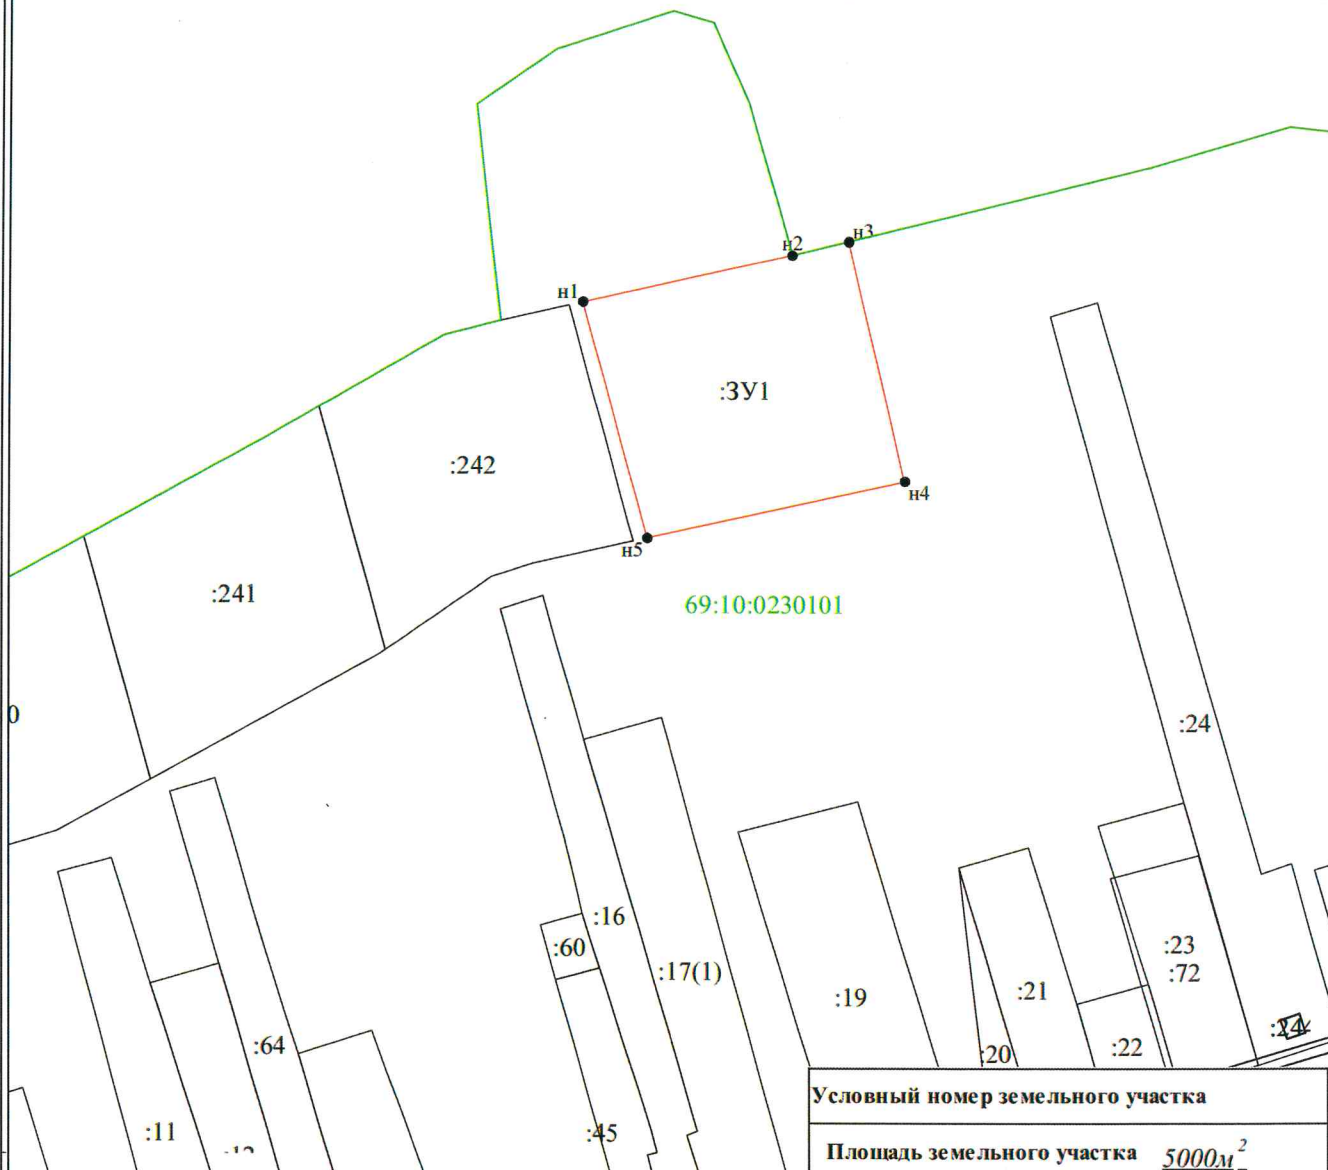 н2
н3
н1
:ЗУ1
:242
н4
н5
:241
69:10:0230101
0
:24
:16
:60
:23
:17(1)
:72
:21
:19
:24
:64
:22
:20
:11
:45
Условный номер земельного участка
Площадь земельного участка 5000м²